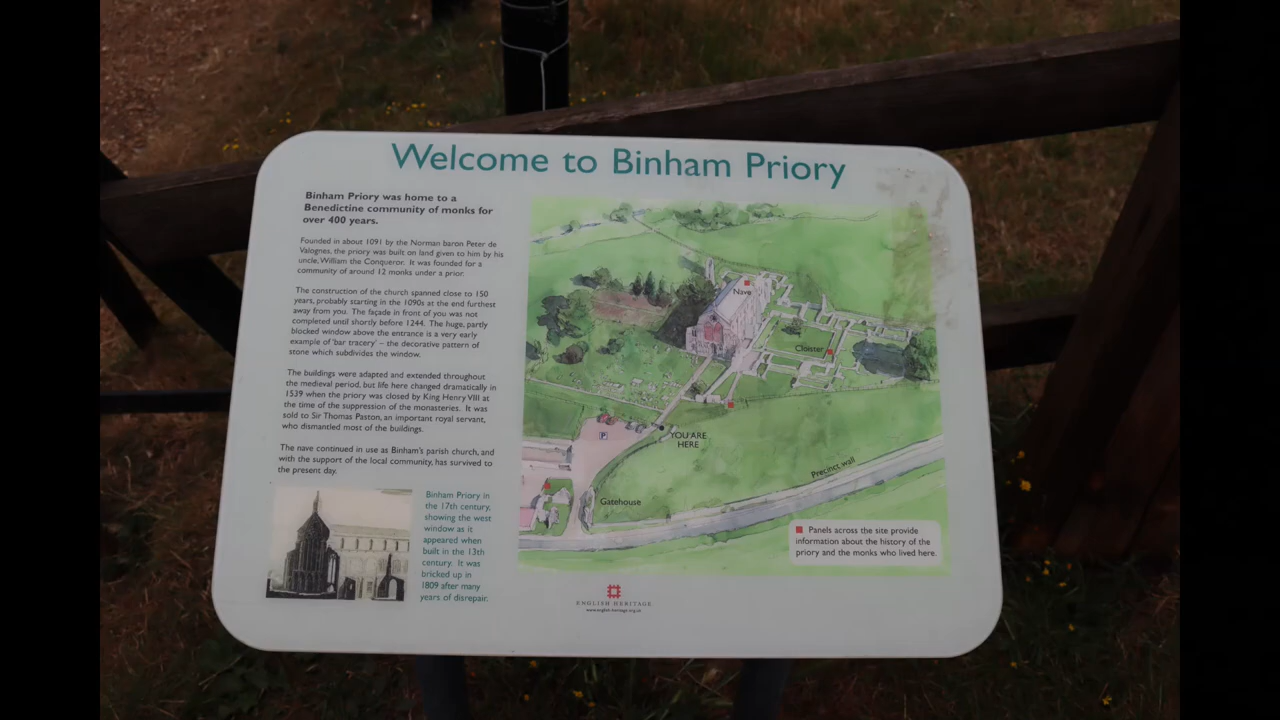 Welcome to Binham Priory
Binham Priory was home to a
Benedictine community of monks for
over 400 years.
Founded in about 1091 by the Norman baron Peter de
Valognes, the priory was built on land given to him by his
uncle, William the Conqueror. It was founded for a
community of around 12 monks under a prior.
The construction of the church spanned close to 150
years, probably starting in the 1090s at the end furthest
away from you. The façade in front of you was not
completed until shortly before 1244. The huge, partly
blocked window above the entrance is a very early
example of 'bar tracery' – the decorative pattern of
stone which subdivides the window.
The buildings were adapted and extended throughout
the medieval period, but life here changed dramatically in
1539 when the priory was closed by King Henry VIII at
the time of the suppression of the monasteries. It was
sold to Sir Thomas Paston, an important royal servant,
who dismantled most of the buildings.
The nave continued in use as Binham's parish church, and
with the support of the local community, has survived to
the present day.
Binham Priory in
the 17th century,
showing the west
window as it
appeared when
built in the 13th
century. It was
bricked up in
1809 after many
years of disrepair.
Nave
Cloister
P
YOU ARE
HERE
Precinct wall
Gatehouse
Panels across the site provide
information about the history of the
priory and the monks who lived here.
ENGLISH HERITAGE
www.english-heritage.org.uk